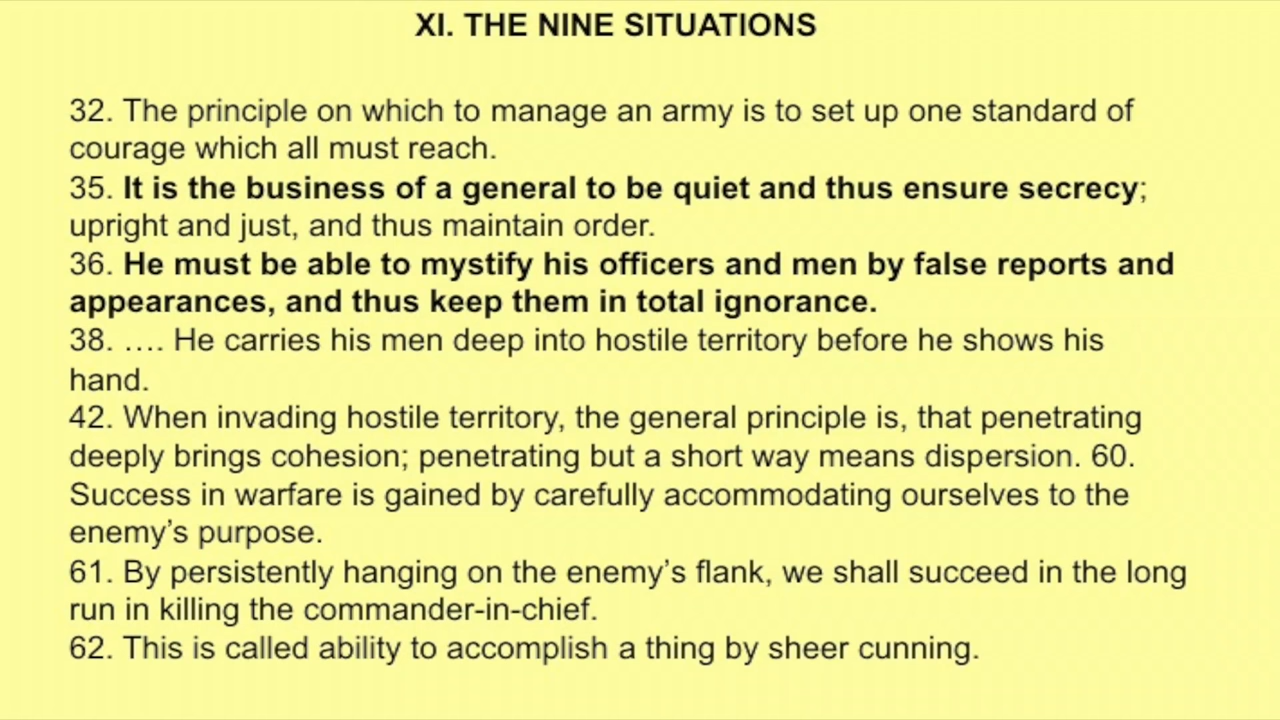 XI. THE NINE SITUATIONS
32. The principle on which to manage an army is to set up one standard of
courage which all must reach.
35. It is the business of a general to be quiet and thus ensure secrecy;
upright and just, and thus maintain order.
36. He must be able to mystify his officers and men by false reports and
appearances, and thus keep them in total ignorance.
38. …. He carries his men deep into hostile territory before he shows his
hand.
42. When invading hostile territory, the general principle is, that penetrating
deeply brings cohesion; penetrating but a short way means dispersion. 60.
Success in warfare is gained by carefully accommodating ourselves to the
enemy’s purpose.
61. By persistently hanging on the enemy’s flank, we shall succeed in the long
run in killing the commander-in-chief.
62. This is called ability to accomplish a thing by sheer cunning.